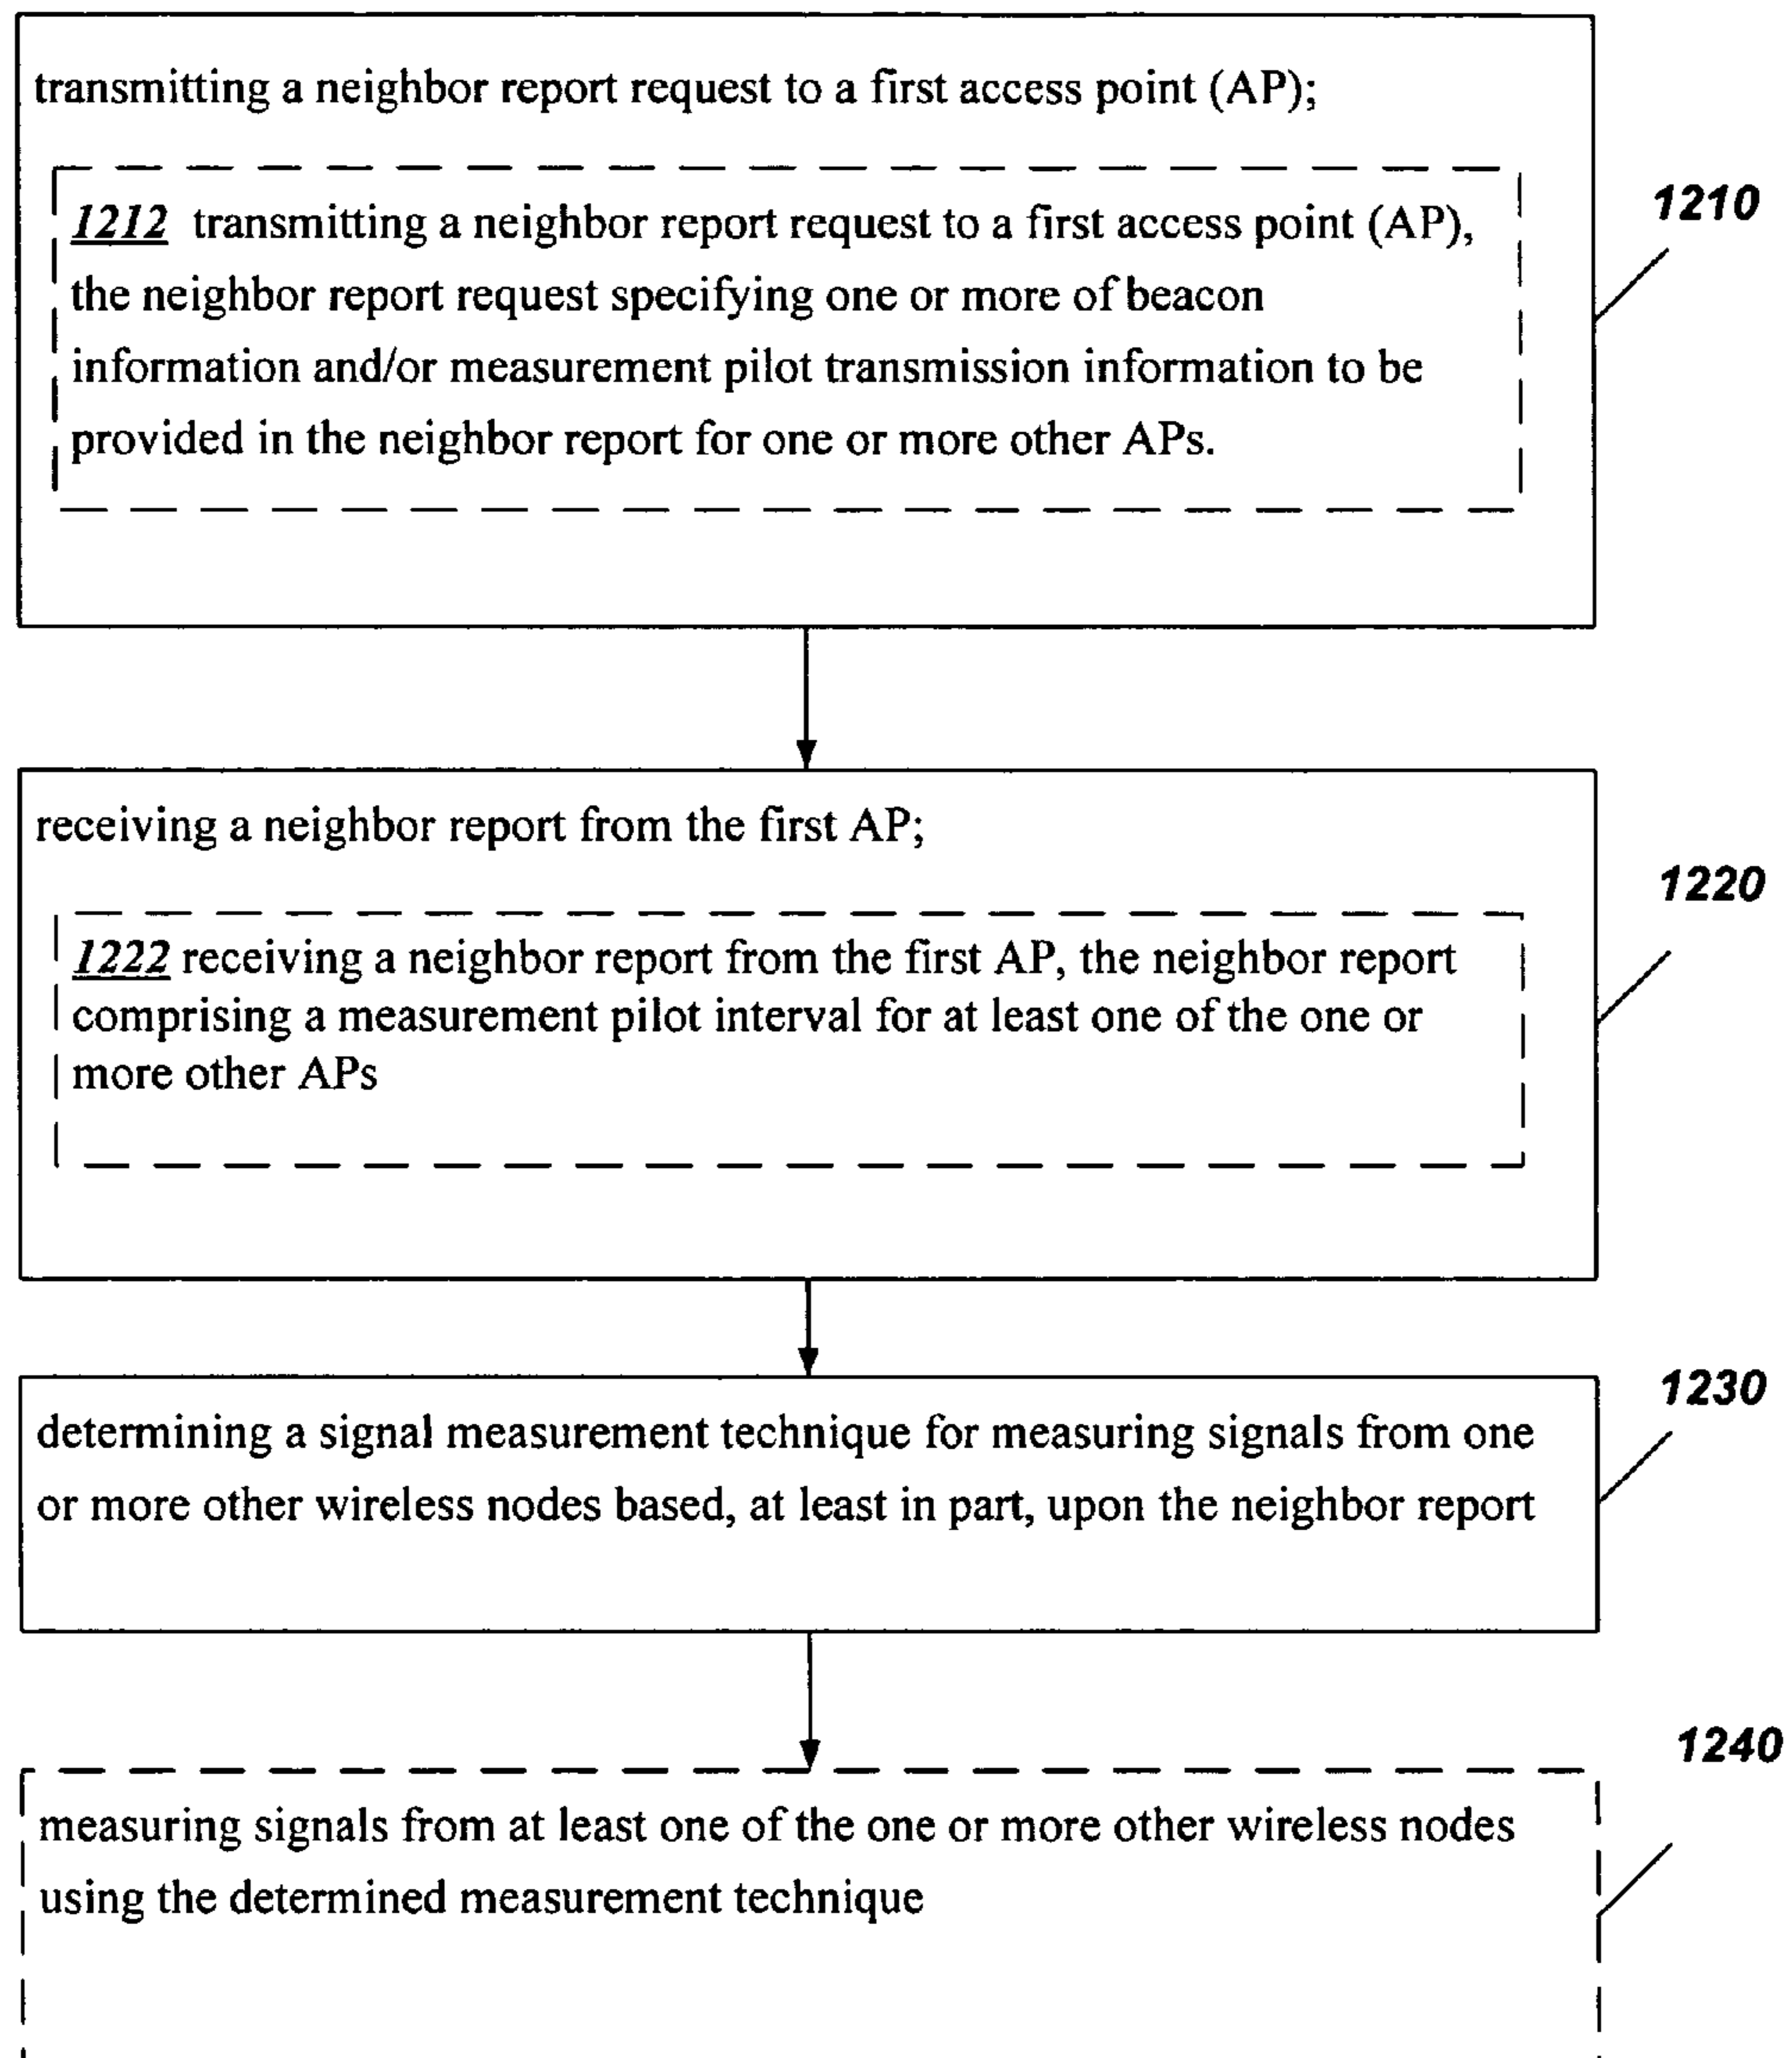 transmitting a neighbor report request to a first access point (AP);
1210
1212 transmitting a neighbor report request to a first access point (AP),
the neighbor report request specifying one or more of beacon
information and/or measurement pilot transmission information to be
provided in the neighbor report for one or more other APs.
receiving a neighbor report from the first AP;
1220
1222 receiving a neighbor report from the first AP, the neighbor report
comprising a measurement pilot interval for at least one of the one or
more other APs
1230
determining a signal measurement technique for measuring signals from one
or more other wireless nodes based, at least in part, upon the neighbor report
1240
measuring signals from at least one of the one or more other wireless nodes
using the determined measurement technique